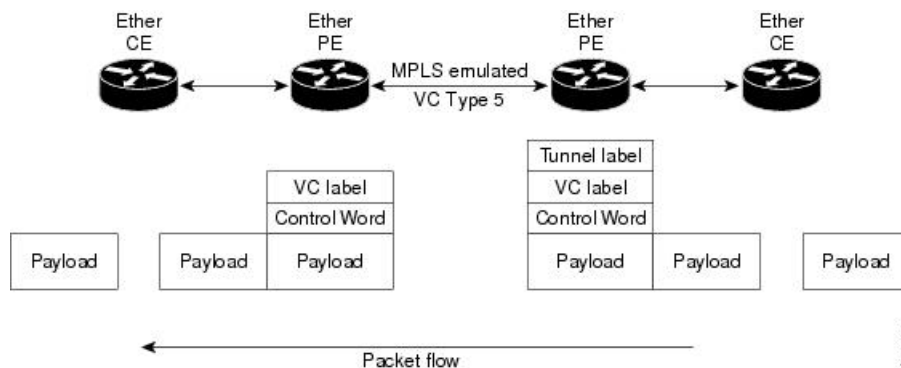 Ether
CE
Ether
PE
Ether
PE
Ether
CE
MPLS emulated
VC Type 5
Tunnel label
VC label
VC label
Control Word
Control Word
Payload
Payload
Payload
Payload
Payload
Payload
Packet flow